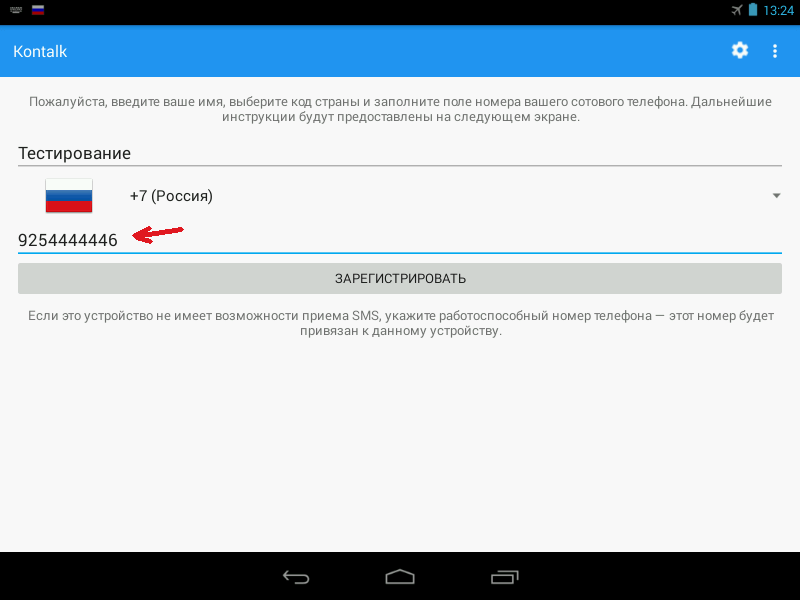 13:24
Kontalk
Пожалуйста, введите ваше имя, выберите код страны и заполните поле номера вашего сотового телефона. Дальнейшие
инструкции будут предоставлены на следующем экране.
Тестирование
+7 (Россия)
9254444446
ЗАРЕГИСТРИРОВАТЬ
Если это устройство не имеет возможности приема SMS, укажите работоспособный номер телефона — этот номер будет
привязан к данному устройству.